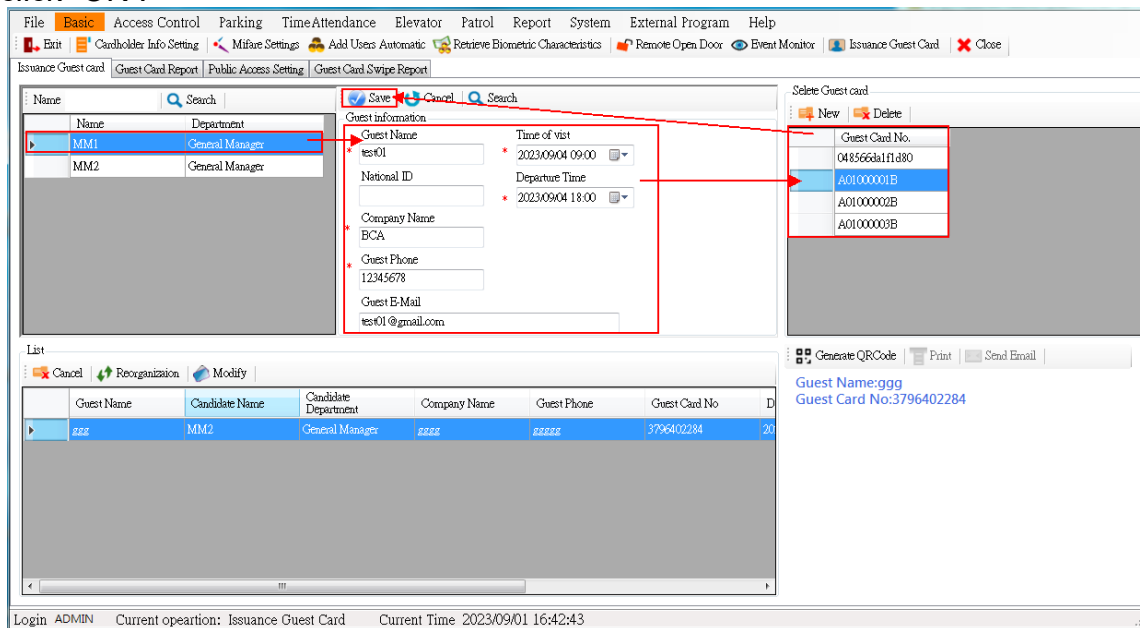 File Basic Access Control Parking TimeAttendance Elevator Patrol Report System External Program Help
Exit Cardholder Info Setting Mifare Settings Add Users Automatic Retrieve Biometric Characteristics Remote Open Door Event Monitor Issuance Guest Card Close
Issuance Guest card Guest Card Report Public Access Setting Guest Card Swipe Report
Name Search
Name Department
MM1 General Manager
MM2 General Manager
Save Cancel Search
Guest information
Guest Name Time of vist
* test01 * 2023/09/04 09:00
National ID Departure Time
* 2023/09/04 18:00
Company Name
* BCA
Guest Phone
* 12345678
Guest E-Mail
test01@gmail.com
Selete Guest card
New Delete
Guest Card No.
048566da1f1d80
A01000001B
A01000002B
A01000003B
List
Cancel Reorganizaion Modify
Guest Name Candidate Name Candidate Department Company Name Guest Phone Guest Card No D
ggg MM2 General Manager gggg ggggg 3796402284 20
Generate QRCode Print Send Email
Guest Name:ggg
Guest Card No:3796402284
Login ADMIN Current opeartion: Issuance Guest Card Current Time 2023/09/01 16:42:43